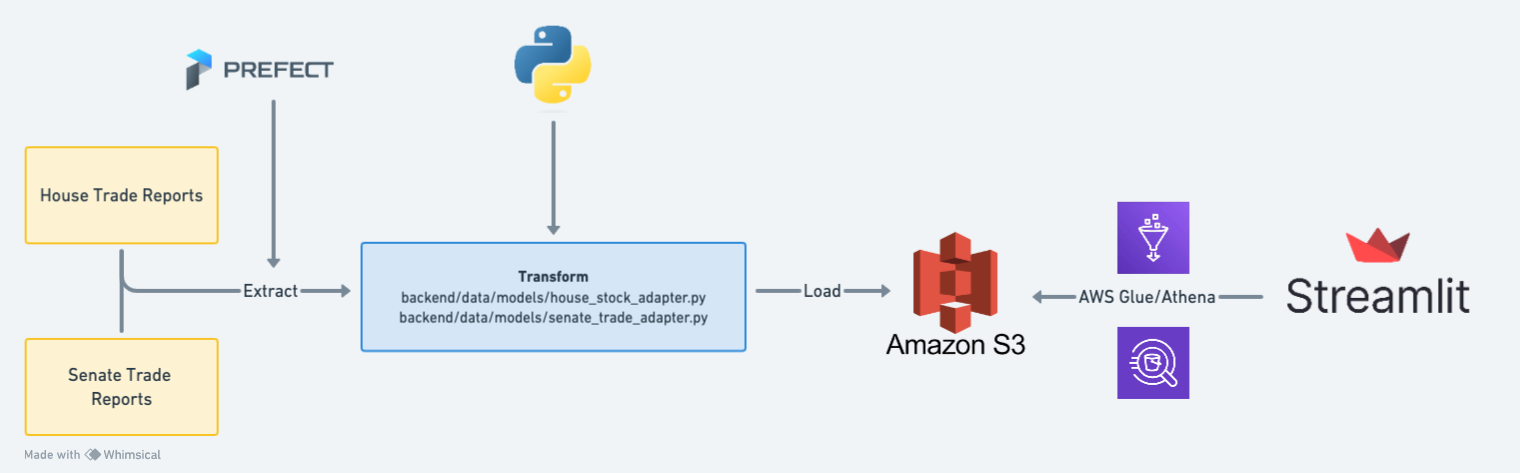 PREFECT
House Trade Reports
Extract
Senate Trade
Reports
Transform
backend/data/models/house_stock_adapter.py
backend/data/models/senate_trade_adapter.py
Load
Amazon S3
AWS Glue/Athena
Streamlit
Made with Whimsical